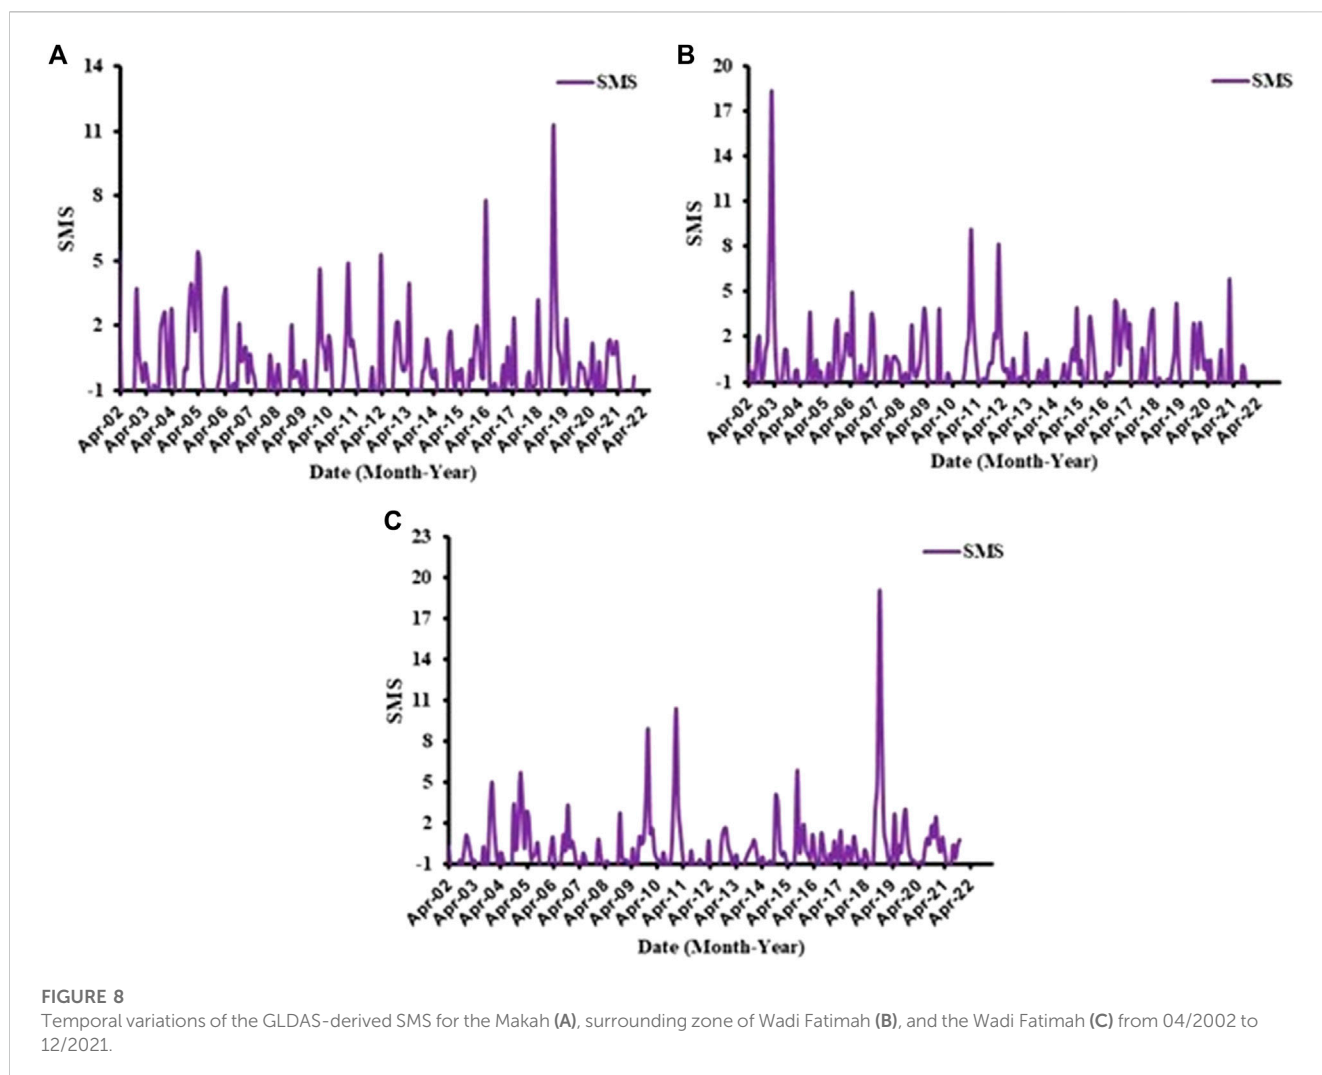 A
14
11
8
5
2
-1
SMS
SMS
Apr-02 Apr-03 Apr-04 Apr-05 Apr-06 Apr-07 Apr-08 Apr-09 Apr-10 Apr-11 Apr-12 Apr-13 Apr-14 Apr-15 Apr-16 Apr-17 Apr-18 Apr-19 Apr-20 Apr-21 Apr-22
Date (Month-Year)
B
20
17
14
11
8
5
2
-1
SMS
SMS
Apr-02 Apr-03 Apr-04 Apr-05 Apr-06 Apr-07 Apr-08 Apr-09 Apr-10 Apr-11 Apr-12 Apr-13 Apr-14 Apr-15 Apr-16 Apr-17 Apr-18 Apr-19 Apr-20 Apr-21 Apr-22
Date (Month-Year)
C
23
20
17
14
11
8
5
2
-1
SMS
SMS
Apr-02 Apr-03 Apr-04 Apr-05 Apr-06 Apr-07 Apr-08 Apr-09 Apr-10 Apr-11 Apr-12 Apr-13 Apr-14 Apr-15 Apr-16 Apr-17 Apr-18 Apr-19 Apr-20 Apr-21 Apr-22
Date (Month-Year)
FIGURE 8
Temporal variations of the GLDAS-derived SMS for the Makah (A), surrounding zone of Wadi Fatimah (B), and the Wadi Fatimah (C) from 04/2002 to
12/2021.